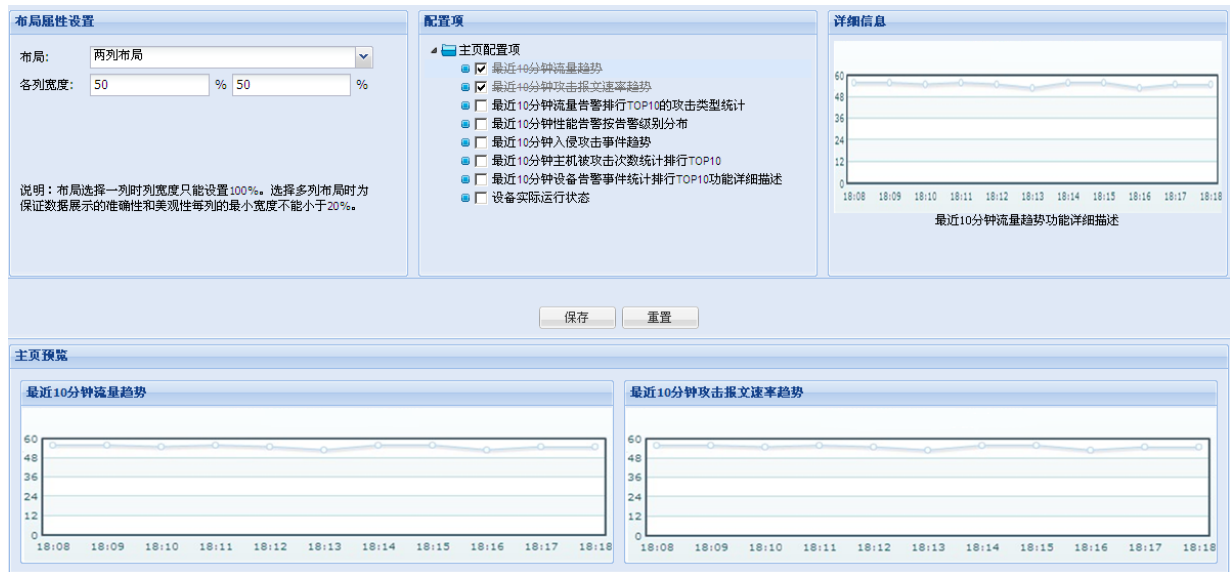 布局属性设置
布局:
两列布局
各列宽度:
50
%
50
%
说明：布局选择一列时列宽度只能设置100%。选择多列布局时为
保证数据展示的准确性和美观性每列的最小宽度不能小于20%。
配置项
主页配置项
最近10分钟流量趋势
最近10分钟攻击报文速率趋势
最近10分钟流量告警排行TOP10的攻击类型统计
最近10分钟性能告警按告警级别分布
最近10分钟入侵攻击事件趋势
最近10分钟主机被攻击次数统计排行TOP10
最近10分钟设备告警事件统计排行TOP10功能详细描述
设备实际运行状态
详细信息
60
48
36
24
12
0
18:08 18:09 18:10 18:11 18:12 18:13 18:14 18:15 18:16 18:17 18:18
最近10分钟流量趋势功能详细描述
保存
重置
主页预览
最近10分钟流量趋势
60
48
36
24
12
0
18:08 18:09 18:10 18:11 18:12 18:13 18:14 18:15 18:16 18:17 18:18
最近10分钟攻击报文速率趋势
60
48
36
24
12
0
18:08 18:09 18:10 18:11 18:12 18:13 18:14 18:15 18:16 18:17 18:18